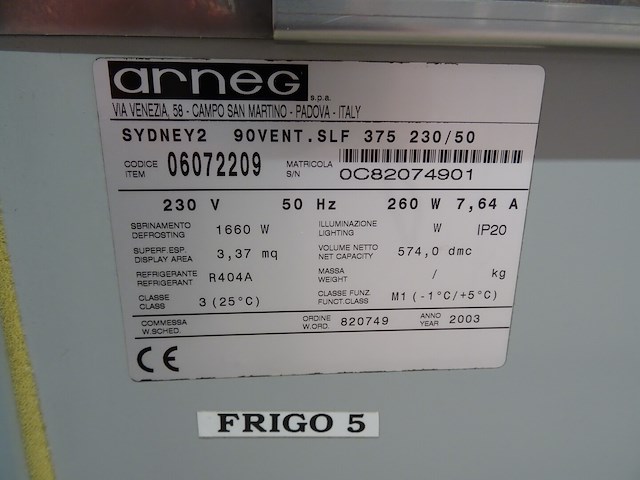 arneg s.p.a.
VIA VENEZIA, 58 - CAMPO SAN MARTINO - PADOVA - ITALY
SYDNEY2 90VENT.SLF 375 230/50
CODICE ITEM 06072209 MATRICOLA S/N 0C82074901
230 V 50 Hz 260 W 7,64 A
SBRINAMENTO DEFROSTING 1660 W ILLUMINAZIONE LIGHTING W IP20
SUPERF.ESP. DISPLAY AREA 3,37 mq VOLUME NETTO NET CAPACITY 574,0 dmc
REFRIGERANTE REFRIGERANT R404A MASSA WEIGHT / kg
CLASSE CLASS 3 (25°C) CLASSE FUNZ. FUNCT.CLASS M1 (-1°C/+5°C)
COMMESSA W.SCHED. ORDINE W.ORD. 820749 ANNO YEAR 2003
CE
FRIGO 5